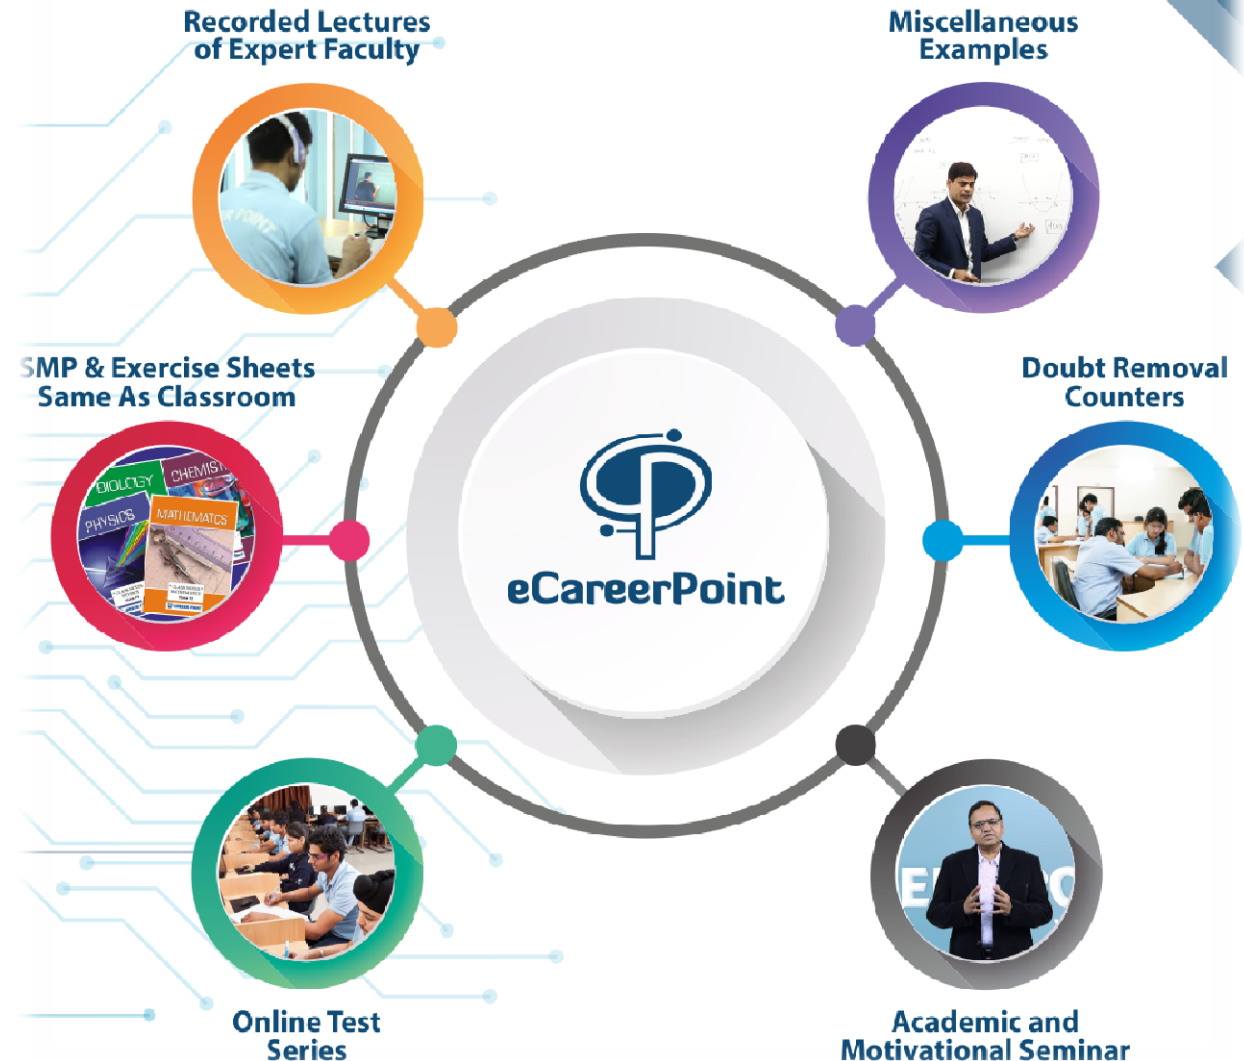 Recorded Lectures
of Expert Faculty
Miscellaneous
Examples
SMP & Exercise Sheets
Same As Classroom
BIOLOGY
CHEMIST
PHYSICS
MATHEMATICS
Doubt Removal
Counters
eCareerPoint
Online Test
Series
Academic and
Motivational Seminar